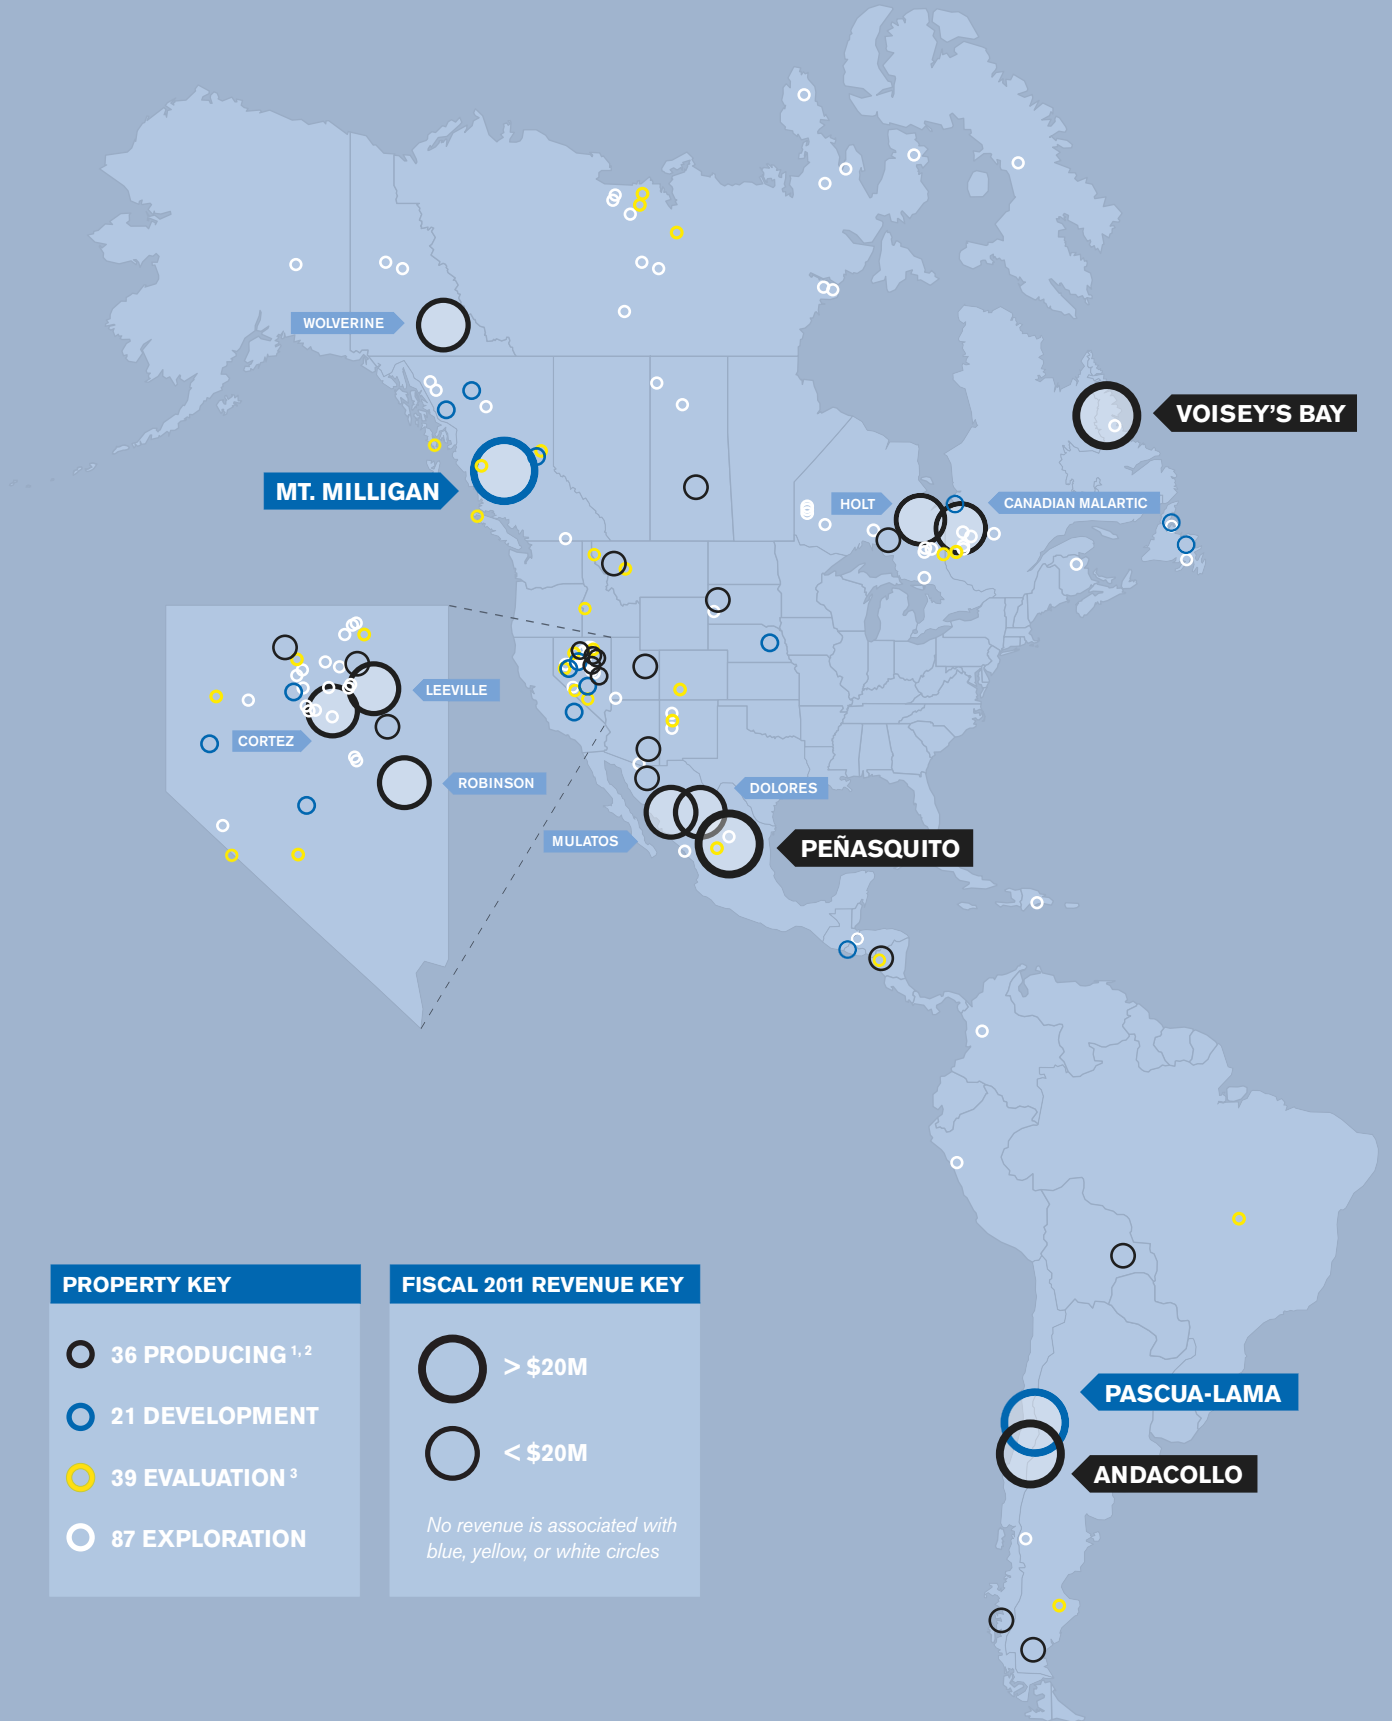 WOLVERINE
VOISEY'S BAY
MT. MILLIGAN
HOLT
CANADIAN MALARTIC
LEEVILLE
CORTEZ
ROBINSON
DOLORES
MULATOS
PEÑASQUITO
PROPERTY KEY
36 PRODUCING 1, 2
21 DEVELOPMENT
39 EVALUATION 3
87 EXPLORATION
FISCAL 2011 REVENUE KEY
> $20M
< $20M
No revenue is associated with
blue, yellow, or white circles
PASCUA-LAMA
ANDACOLLO